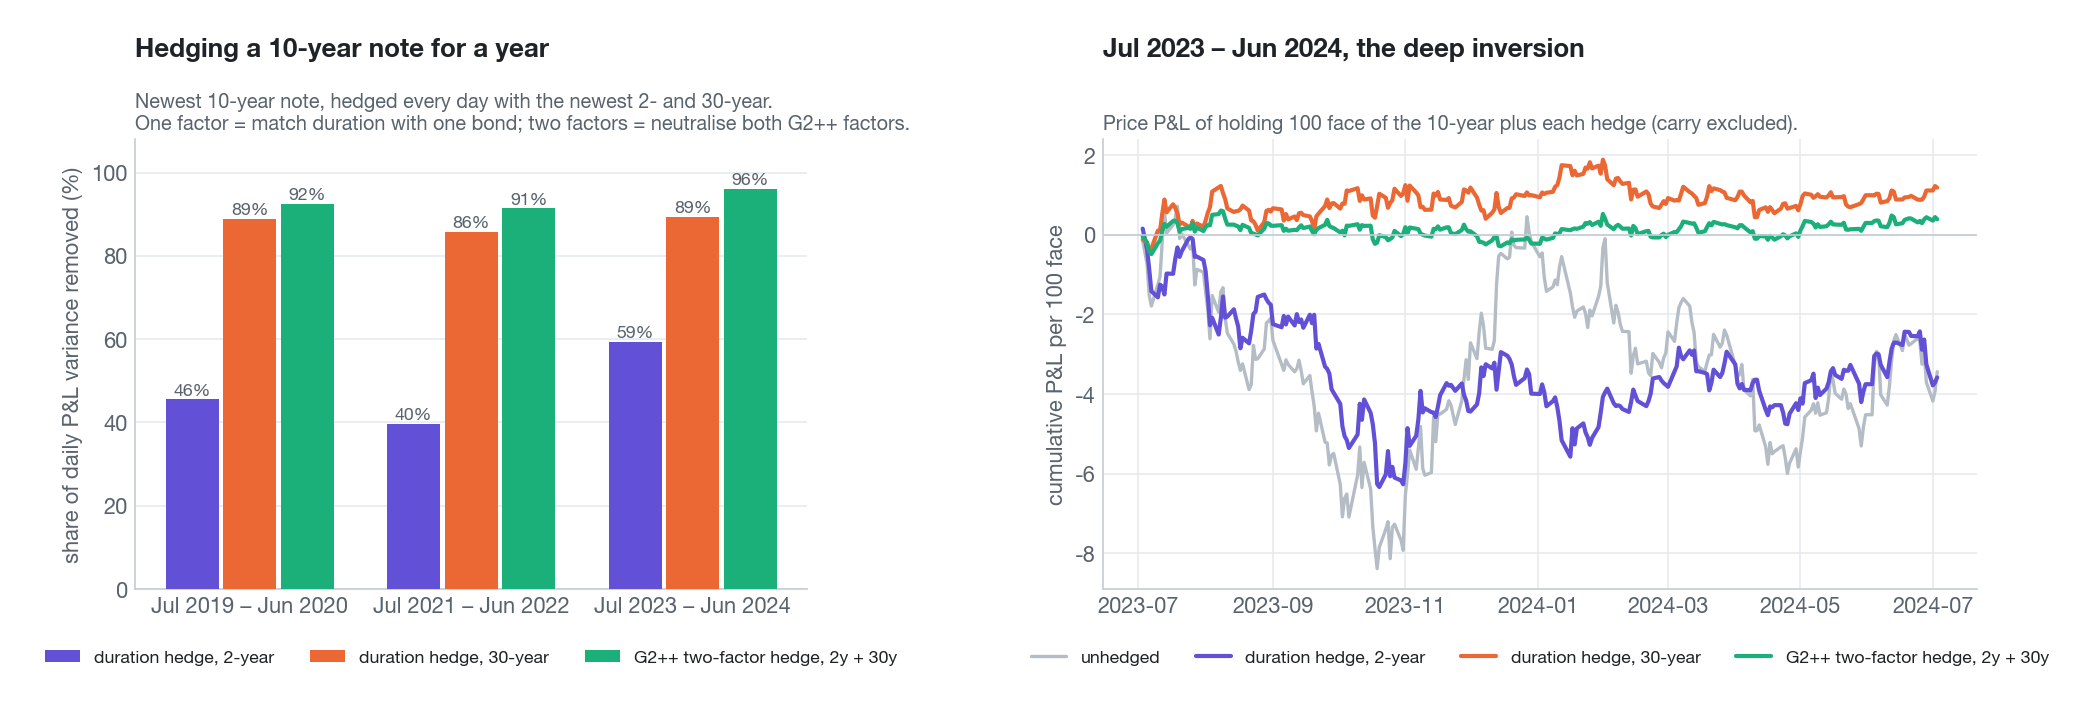 Hedging a 10-year note for a year
Newest 10-year note, hedged every day with the newest 2- and 30-year.
One factor = match duration with one bond; two factors = neutralise both G2++ factors.
share of daily P&L variance removed (%)
100
80
60
40
20
0
46%
89%
92%
40%
86%
91%
59%
89%
96%
Jul 2019 – Jun 2020
Jul 2021 – Jun 2022
Jul 2023 – Jun 2024
duration hedge, 2-year
duration hedge, 30-year
G2++ two-factor hedge, 2y + 30y
Jul 2023 – Jun 2024, the deep inversion
Price P&L of holding 100 face of the 10-year plus each hedge (carry excluded).
cumulative P&L per 100 face
2
0
-2
-4
-6
-8
2023-07
2023-09
2023-11
2024-01
2024-03
2024-05
2024-07
unhedged
duration hedge, 2-year
duration hedge, 30-year
G2++ two-factor hedge, 2y + 30y